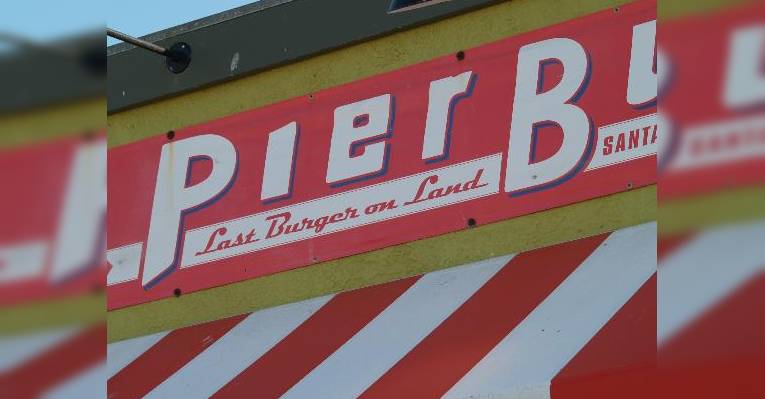 Pier Bu
Last Burger on Land
SANTA